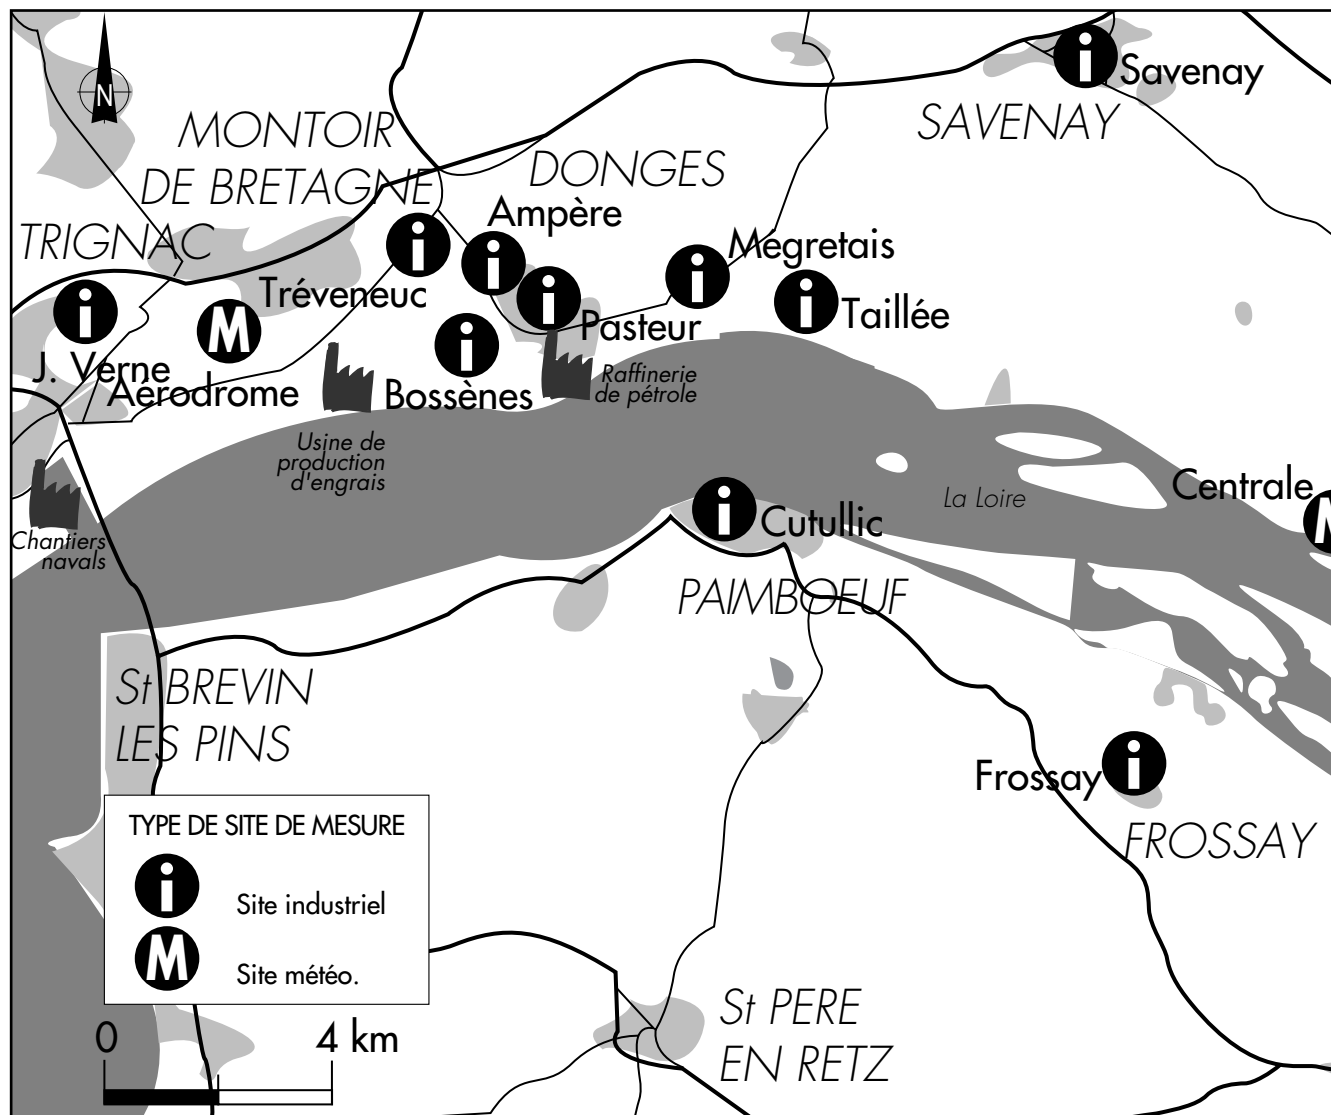 N
Savenay
SAVENAY
MONTOIR
DE BRETAGNE
DONGES
Ampère
TRIGNAC
Mégretais
Tréveneuc
M
Pasteur
Taillée
J. Verne
Aérodrome
Bossènes
Raffinerie
de pétrole
Usine de
production
d'engrais
La Loire
Centrale
M
Cutullic
Chantiers
navals
PAIMBOEUF
St BREVIN
LES PINS
Frossay
FROSSAY
TYPE DE SITE DE MESURE
i Site industriel
M Site météo.
St PERE
EN RETZ
0 4 km